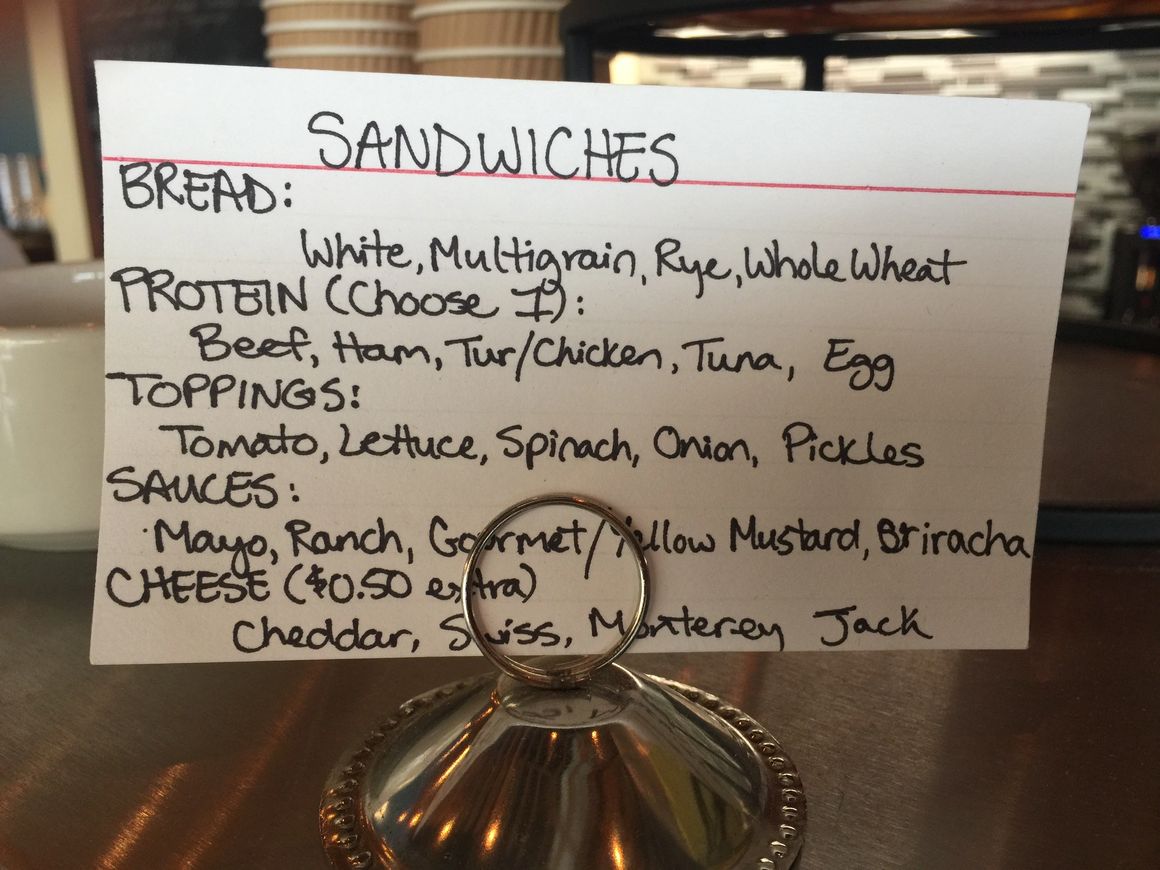 SANDWICHES
BREAD:
White, Multigrain, Rye, Whole Wheat
PROTEIN (Choose 1):
Beef, Ham, Tur/Chicken, Tuna, Egg
TOPPINGS:
Tomato, Lettuce, Spinach, Onion, Pickles
SAUCES:
Mayo, Ranch, Gourmet/Yellow Mustard, Sriracha
CHEESE ($0.50 extra)
Cheddar, Swiss, Monterey Jack